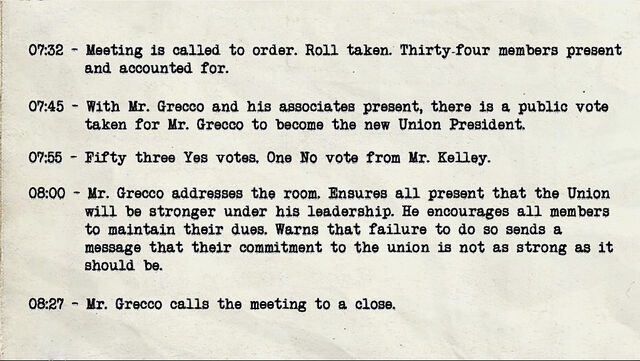 07:32 - Meeting is called to order. Roll taken. Thirty-four members present
and accounted for.
07:45 - With Mr. Grecco and his associates present, there is a public vote
taken for Mr. Grecco to become the new Union President.
07:55 - Fifty three Yes votes. One No vote from Mr. Kelley.
08:00 - Mr. Grecco addresses the room. Ensures all present that the Union
will be stronger under his leadership. He encourages all members
to maintain their dues. Warns that failure to do so sends a
message that their commitment to the union is not as strong as it
should be.
08:27 - Mr. Grecco calls the meeting to a close.